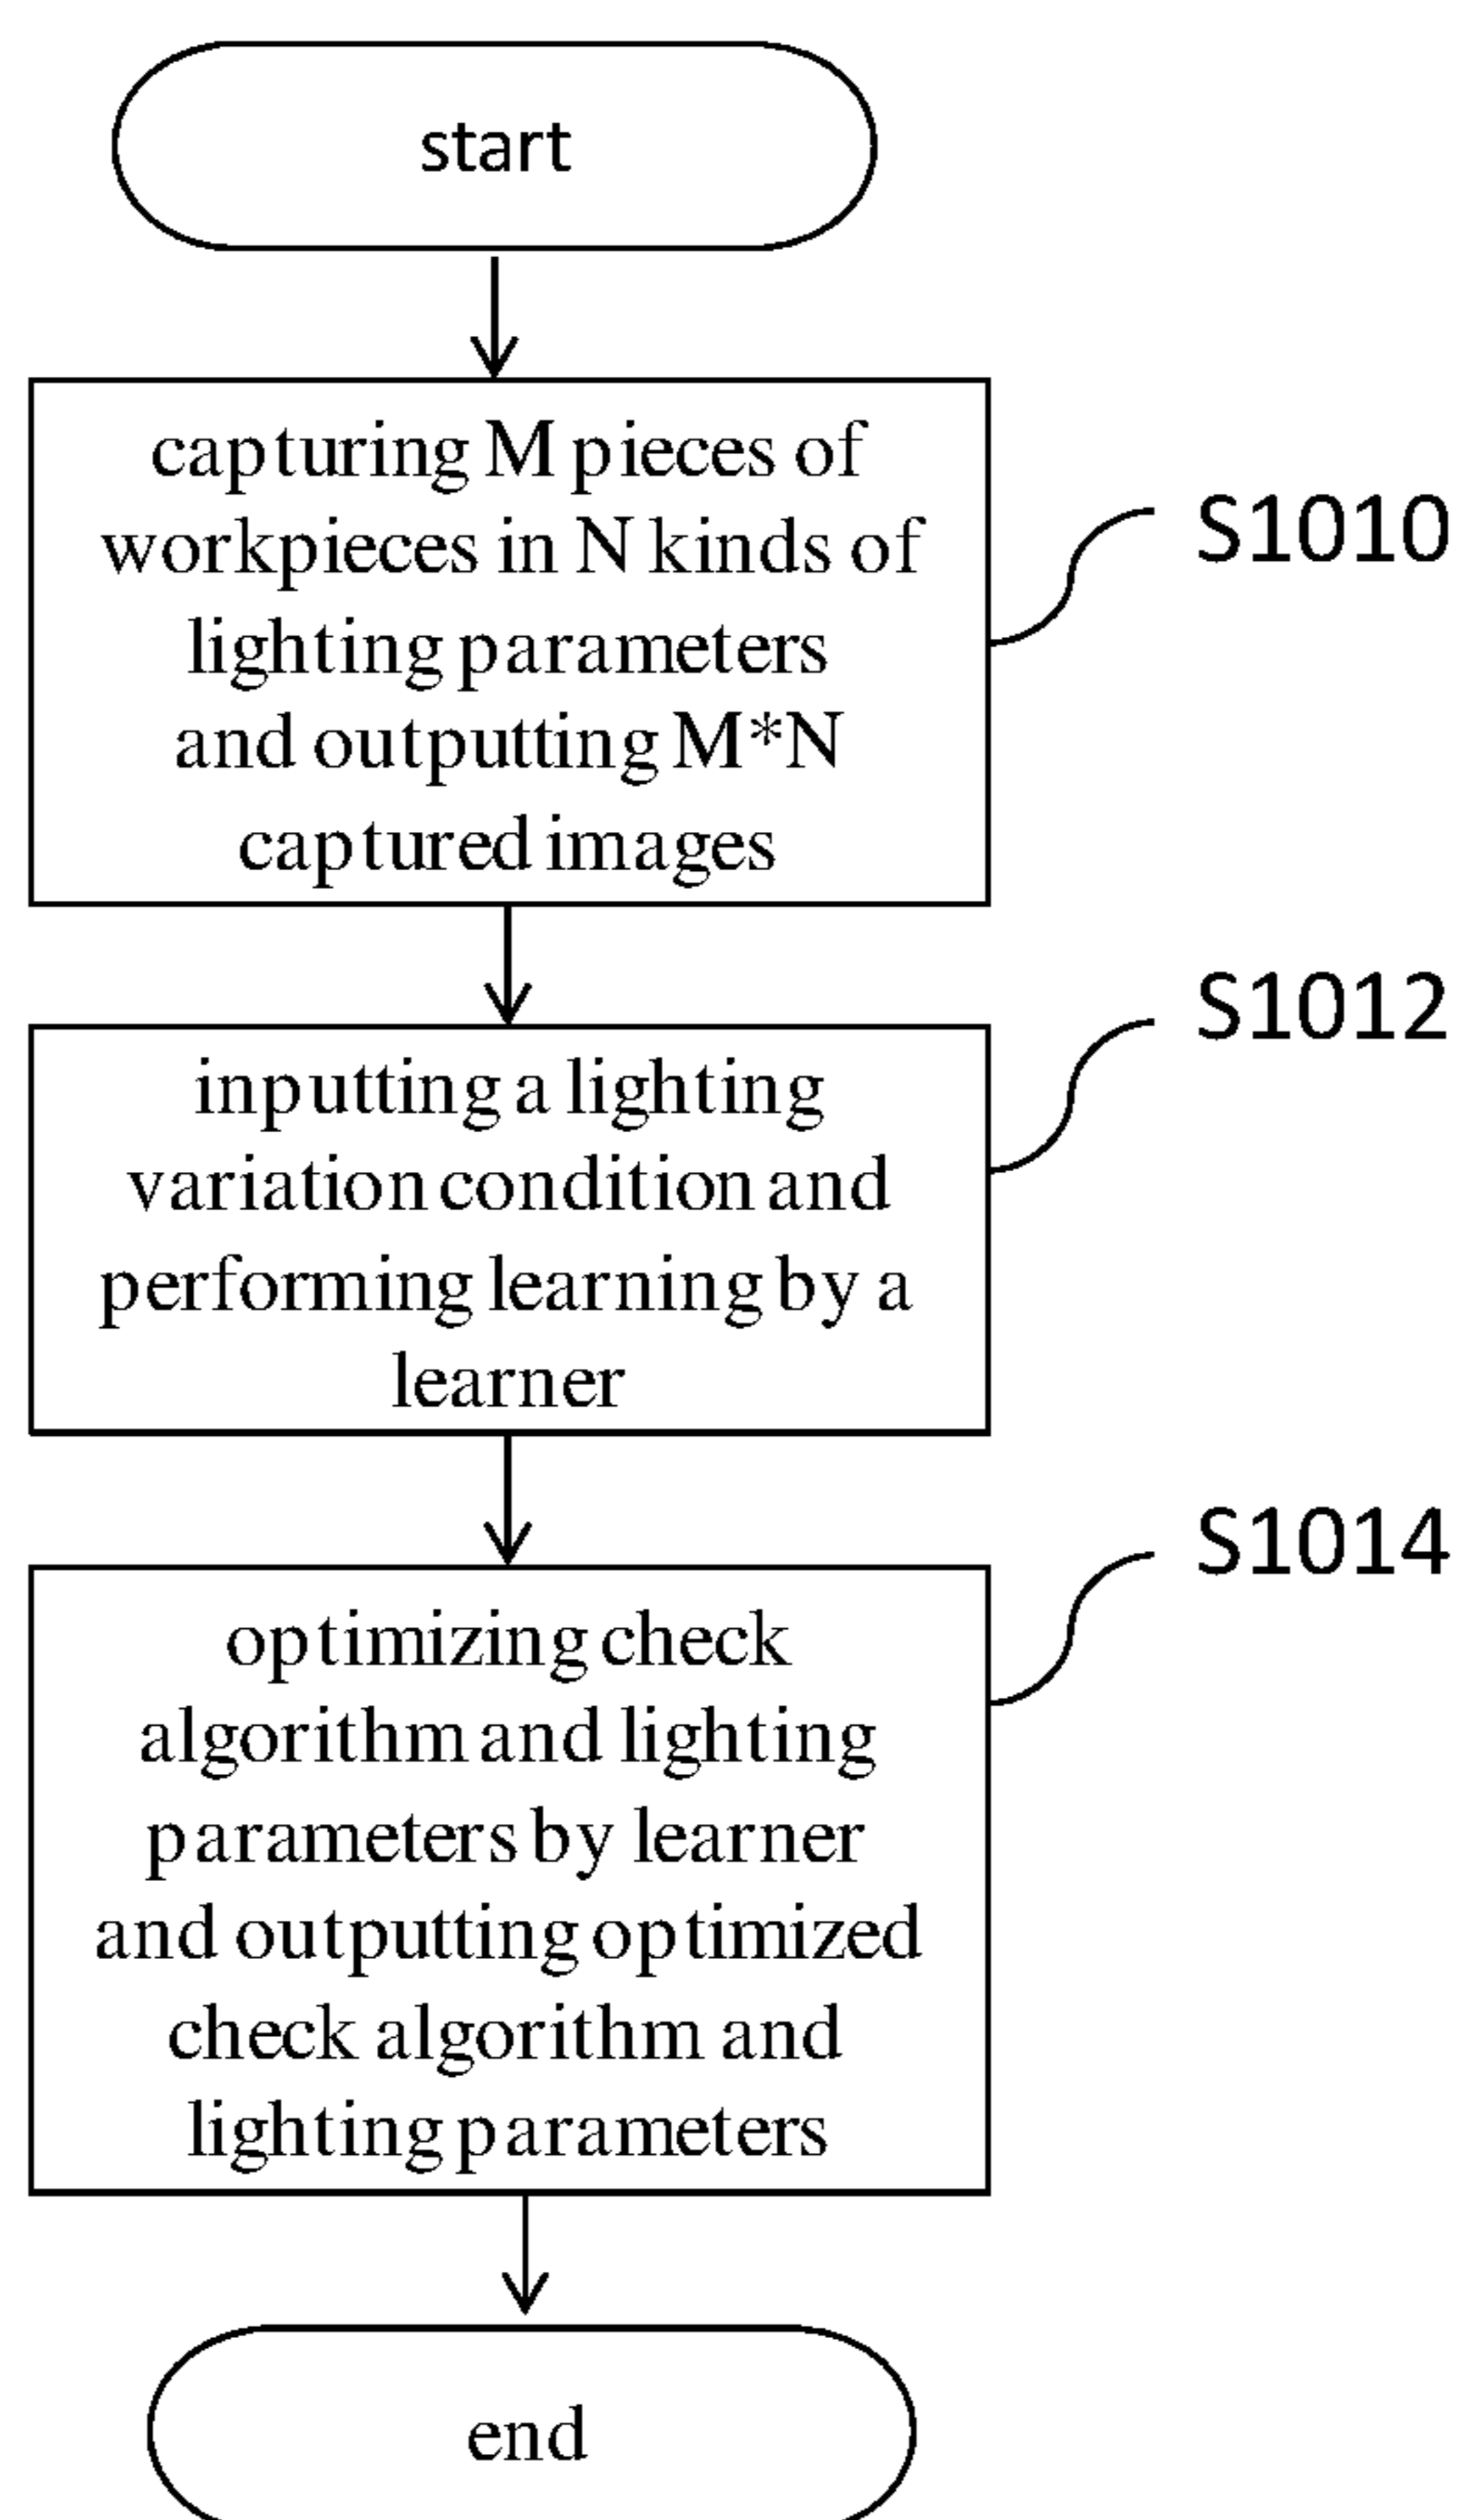 start
capturing M pieces of
workpieces in N kinds of
lighting parameters
and outputting M*N
captured images
S1010
inputting a lighting
variation condition and
performing learning by a
learner
S1012
optimizing check
algorithm and lighting
parameters by learner
and outputting optimized
check algorithm and
lighting parameters
S1014
end